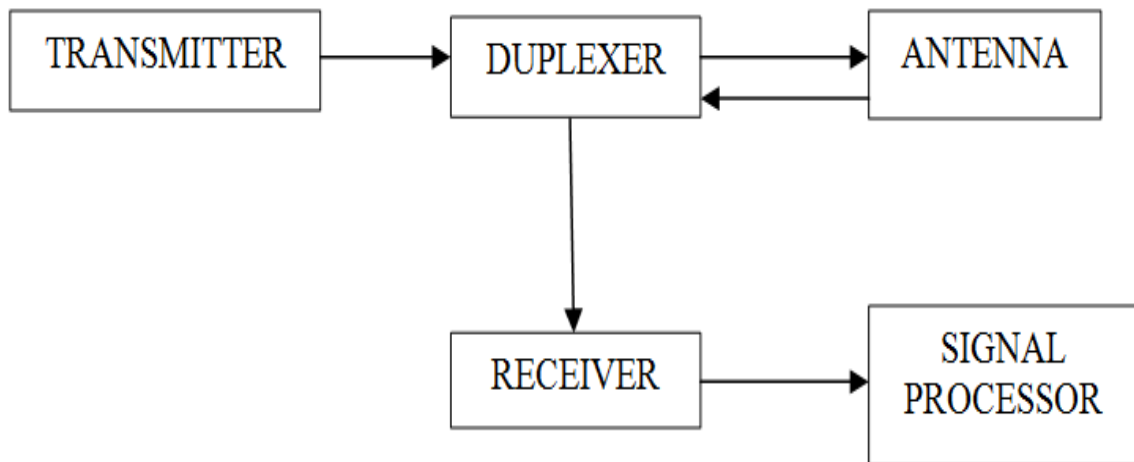 TRANSMITTER
DUPLEXER
ANTENNA
RECEIVER
SIGNAL
PROCESSOR